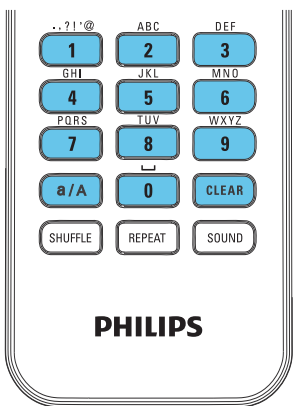 .,?!'@ ABC DEF
1 2 3
GHI JKL MNO
4 5 6
PQRS TUV WXYZ
7 8 9
a/A 0 CLEAR
SHUFFLE REPEAT SOUND
PHILIPS